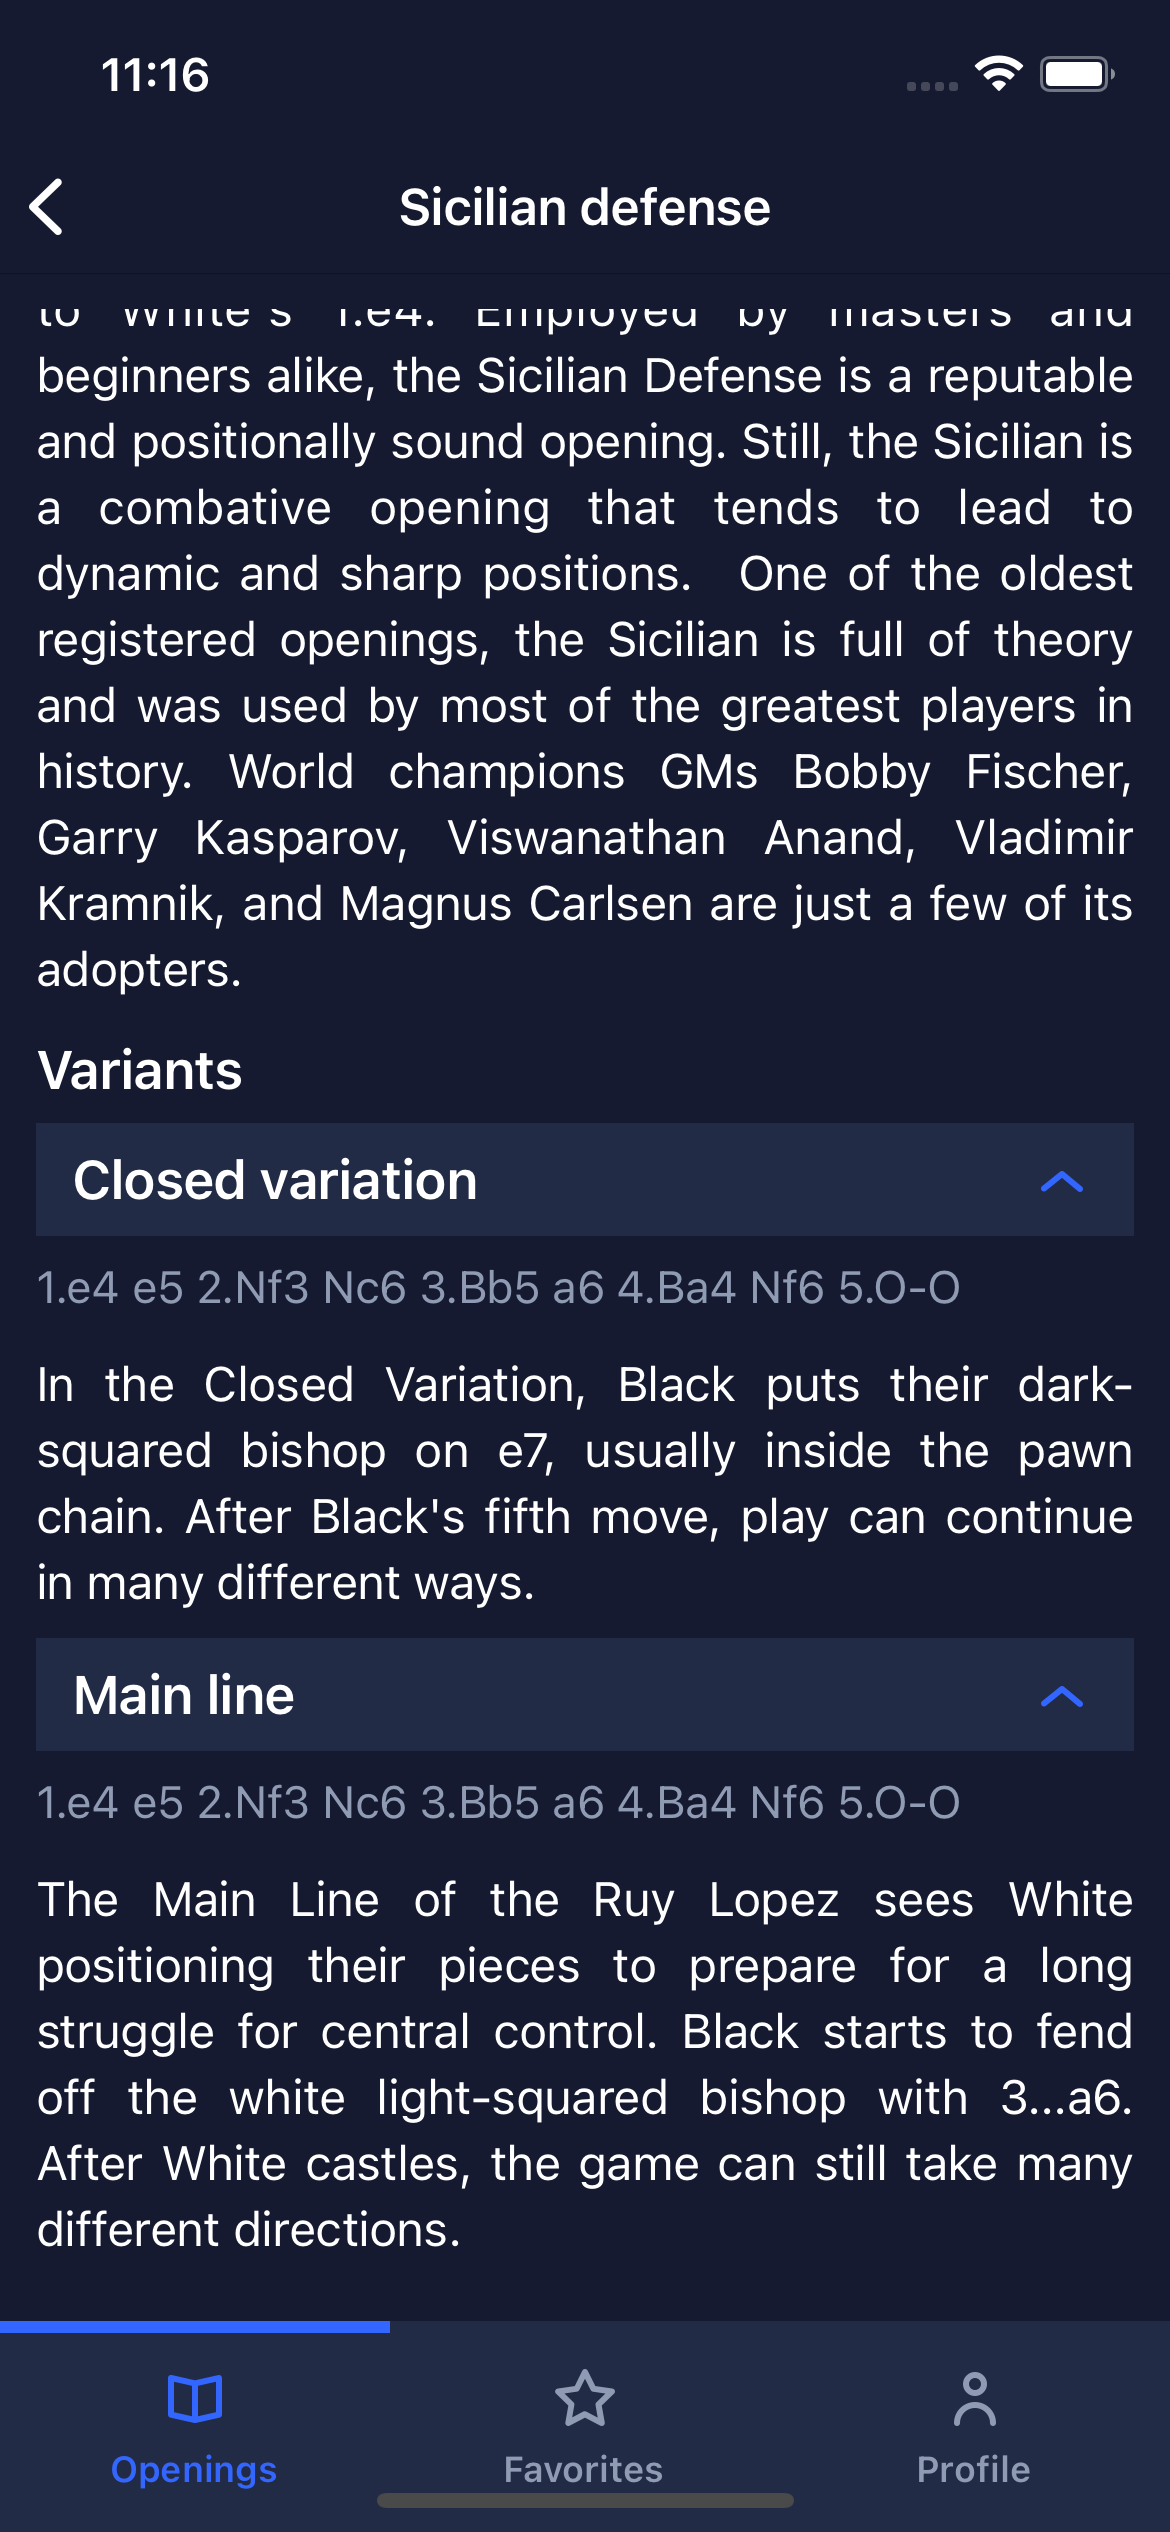 11:16
Sicilian defense
to White's 1.e4. Employed by masters and
beginners alike, the Sicilian Defense is a reputable
and positionally sound opening. Still, the Sicilian is
a combative opening that tends to lead to
dynamic and sharp positions. One of the oldest
registered openings, the Sicilian is full of theory
and was used by most of the greatest players in
history. World champions GMs Bobby Fischer,
Garry Kasparov, Viswanathan Anand, Vladimir
Kramnik, and Magnus Carlsen are just a few of its
adopters.
Variants
Closed variation
1.e4 e5 2.Nf3 Nc6 3.Bb5 a6 4.Ba4 Nf6 5.O-O
In the Closed Variation, Black puts their dark-
squared bishop on e7, usually inside the pawn
chain. After Black's fifth move, play can continue
in many different ways.
Main line
1.e4 e5 2.Nf3 Nc6 3.Bb5 a6 4.Ba4 Nf6 5.O-O
The Main Line of the Ruy Lopez sees White
positioning their pieces to prepare for a long
struggle for central control. Black starts to fend
off the white light-squared bishop with 3...a6.
After White castles, the game can still take many
different directions.
Openings
Favorites
Profile